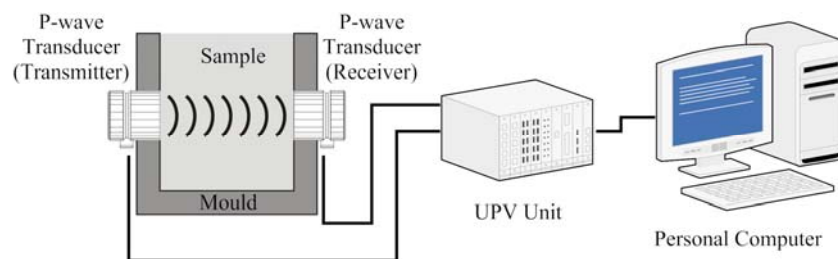 P-wave
Transducer
(Transmitter)
Sample
P-wave
Transducer
(Receiver)
Mould
UPV Unit
Personal Computer